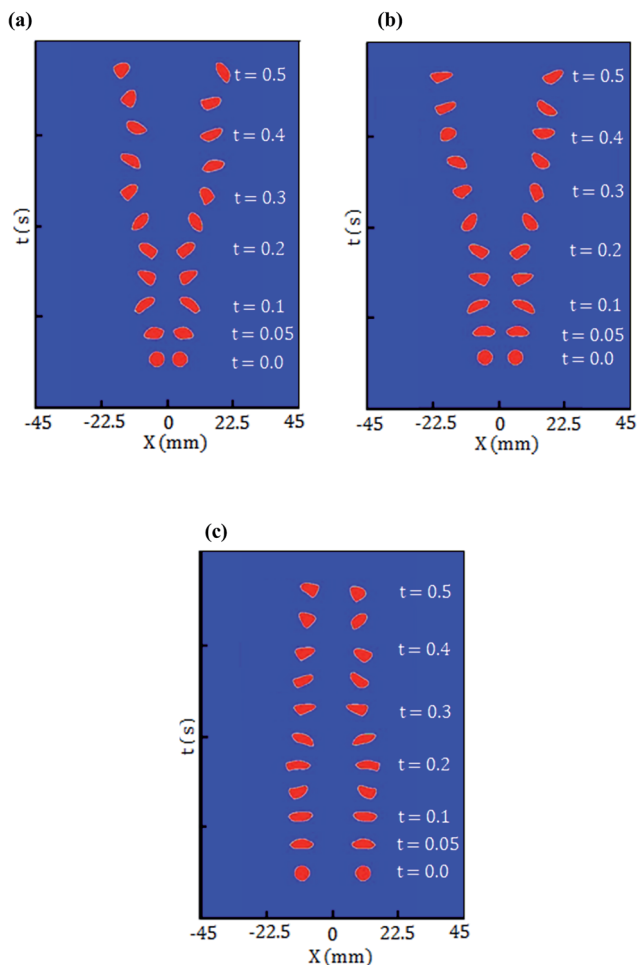 (a)
(b)
t = 0.5
t = 0.4
t = 0.3
t = 0.2
t = 0.1
t = 0.05
t = 0.0
t(s)
-45 -22.5 0 22.5 45
X (mm)
t = 0.5
t = 0.4
t = 0.3
t = 0.2
t = 0.1
t = 0.05
t = 0.0
t(s)
-45 -22.5 0 22.5 45
X (mm)
(c)
t = 0.5
t = 0.4
t = 0.3
t = 0.2
t = 0.1
t = 0.05
t = 0.0
t(s)
-45 -22.5 0 22.5 45
X (mm)